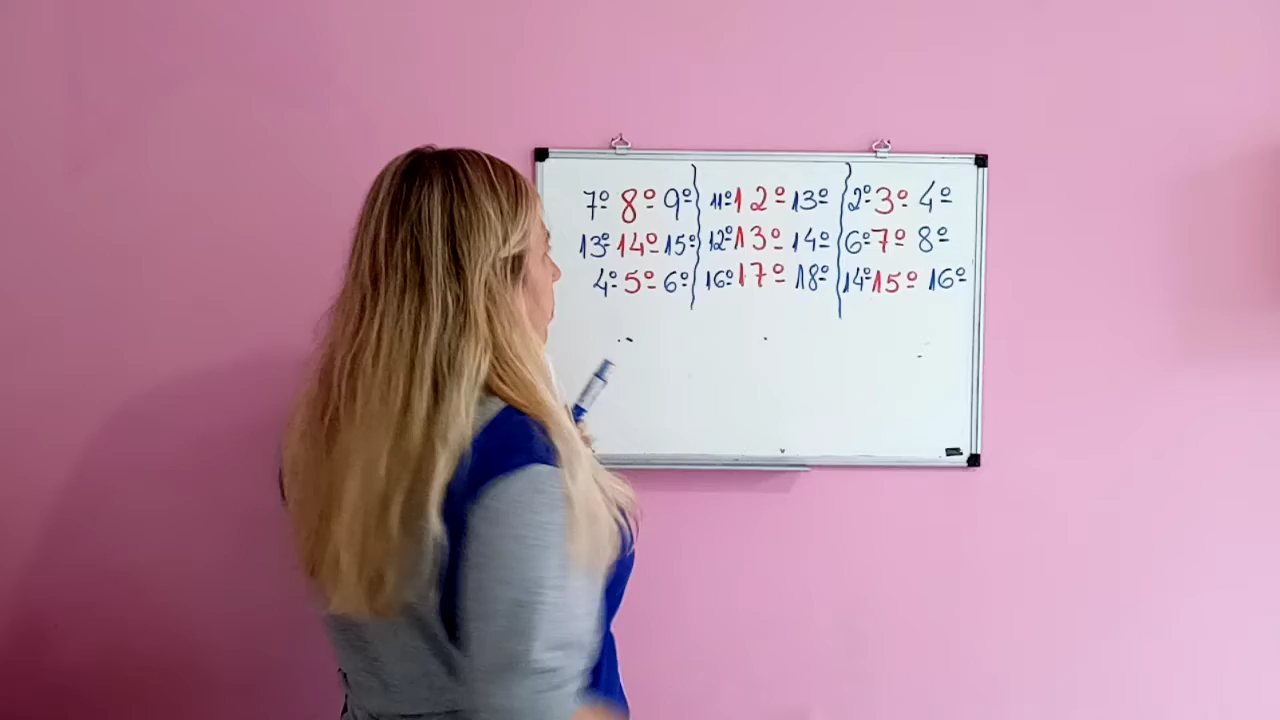 7º 8º 9º 11º 12º 13º 2º 3º 4º
13º 14º 15º 12º 13º 14º 6º 7º 8º
4º 5º 6º 16º 17º 18º 14º 15º 16º